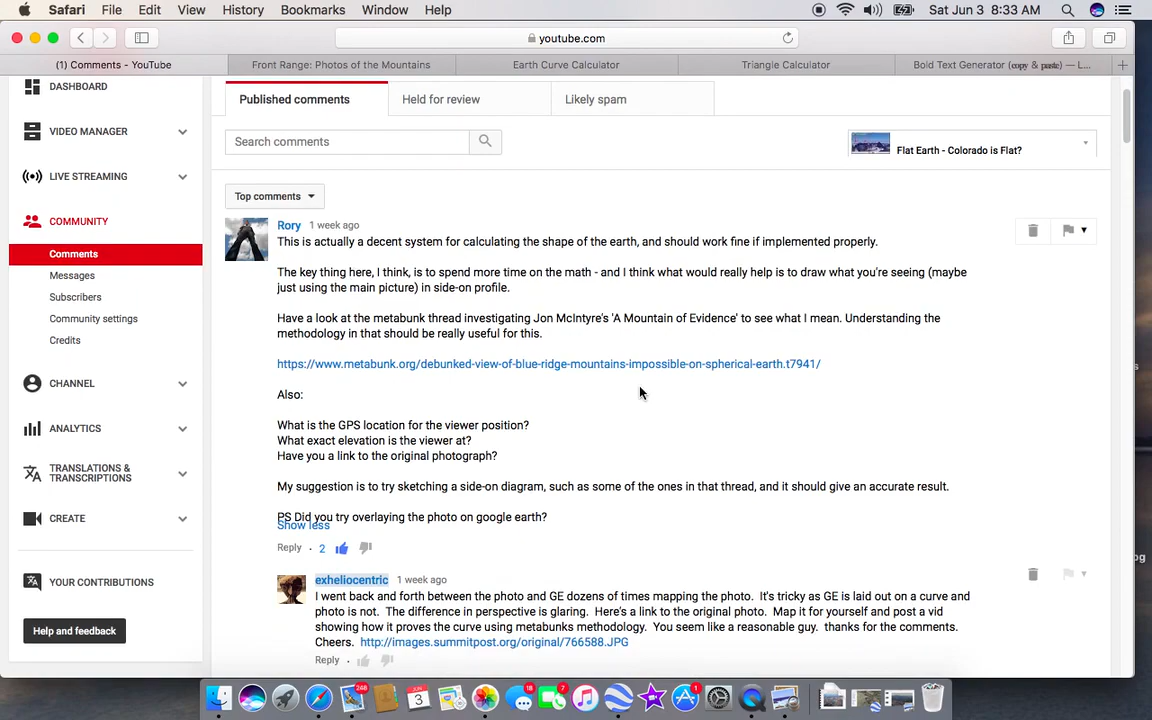 Safari File Edit View History Bookmarks Window Help Sat Jun 3 8:33 AM
youtube.com
(1) Comments - YouTube Front Range: Photos of the Mountains Earth Curve Calculator Triangle Calculator Bold Text Generator (copy & paste) — L...
DASHBOARD
VIDEO MANAGER
LIVE STREAMING
COMMUNITY
Comments
Messages
Subscribers
Community settings
Credits
CHANNEL
ANALYTICS
TRANSLATIONS &
TRANSCRIPTIONS
CREATE
YOUR CONTRIBUTIONS
Help and feedback
Published comments Held for review Likely spam
Search comments
Flat Earth - Colorado is Flat?
Top comments
Rory 1 week ago
This is actually a decent system for calculating the shape of the earth, and should work fine if implemented properly.
The key thing here, I think, is to spend more time on the math - and I think what would really help is to draw what you're seeing (maybe
just using the main picture) in side-on profile.
Have a look at the metabunk thread investigating Jon McIntyre's 'A Mountain of Evidence' to see what I mean. Understanding the
methodology in that should be really useful for this.
https://www.metabunk.org/debunked-view-of-blue-ridge-mountains-impossible-on-spherical-earth.t7941/
Also:
What is the GPS location for the viewer position?
What exact elevation is the viewer at?
Have you a link to the original photograph?
My suggestion is to try sketching a side-on diagram, such as some of the ones in that thread, and it should give an accurate result.
PS Did you try overlaying the photo on google earth?
Show less
Reply · 2
exheliocentric 1 week ago
I went back and forth between the photo and GE dozens of times mapping the photo. It's tricky as GE is laid out on a curve and
photo is not. The difference in perspective is glaring. Here's a link to the original photo. Map it for yourself and post a vid
showing how it proves the curve using metabunks methodology. You seem like a reasonable guy. thanks for the comments.
Cheers. http://images.summitpost.org/original/766588.JPG
Reply ·